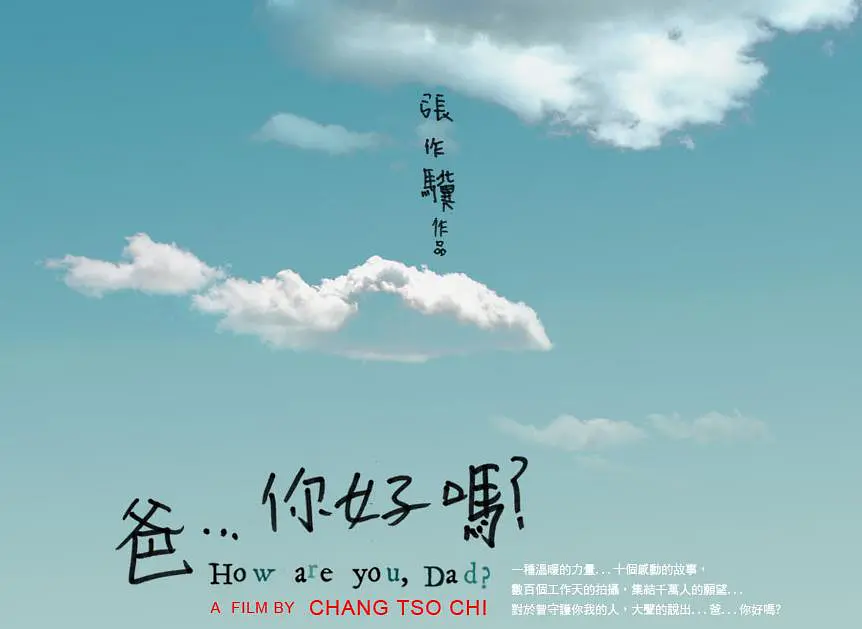 張作驥作品
爸...你好嗎?
How are you, Dad?
A FILM BY CHANG TSO CHI
一種溫暖的力量...十個感動的故事，
數百個工作天的拍攝，集結千萬人的願望...
對於曾守護你我的人，大聲的說出...爸...你好嗎?